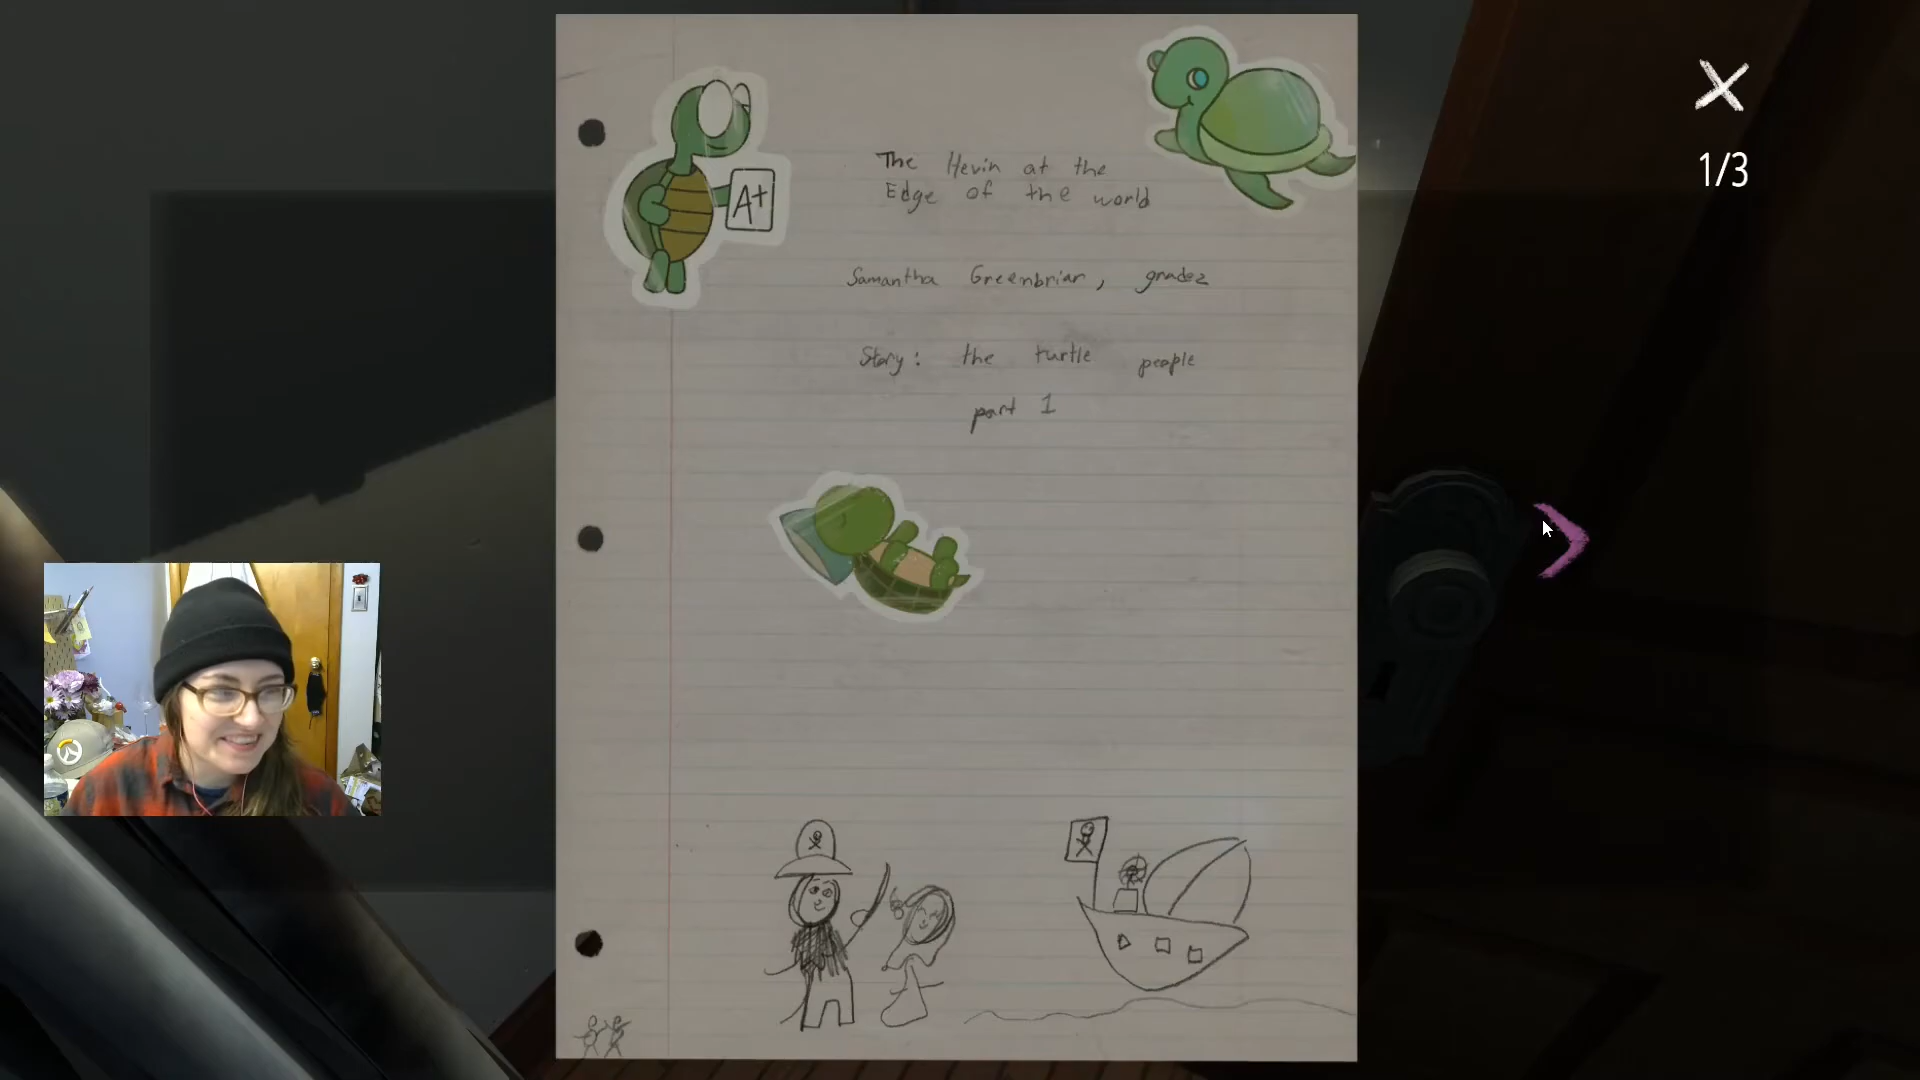 A+
The Hevin at the
Edge of the world
Samantha Greenbriar, grade 2
Story: the turtle people
part 1
1/3